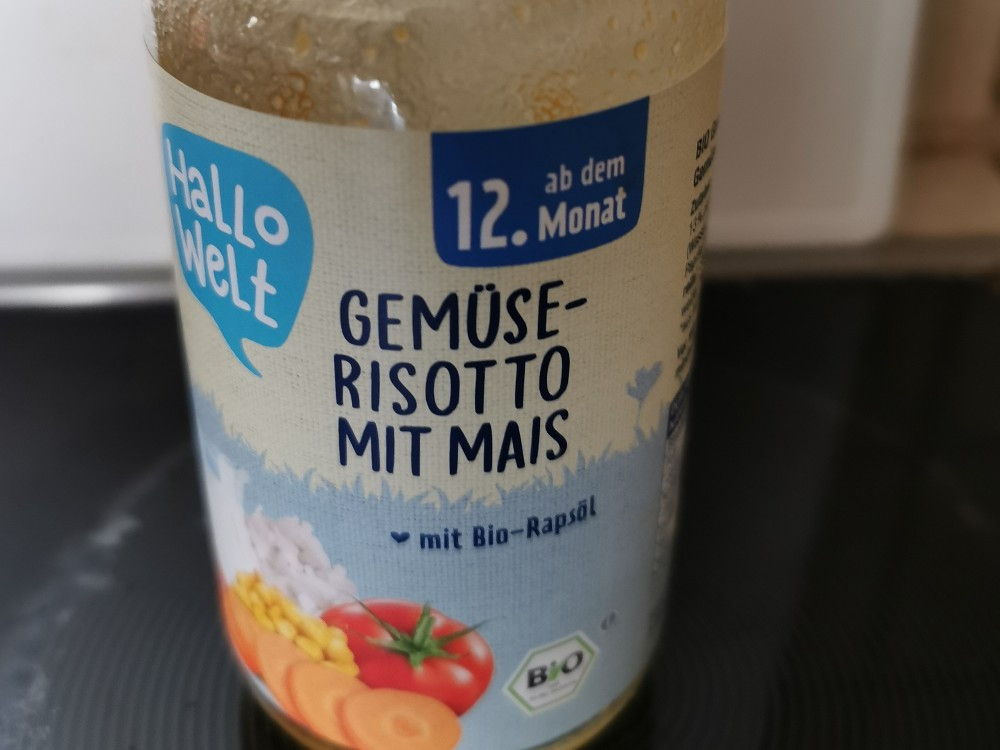 Hallo
Welt
12. ab dem
Monat
GEMÜSE-
RISOTTO
MIT MAIS
mit Bio-Rapsöl
BIO